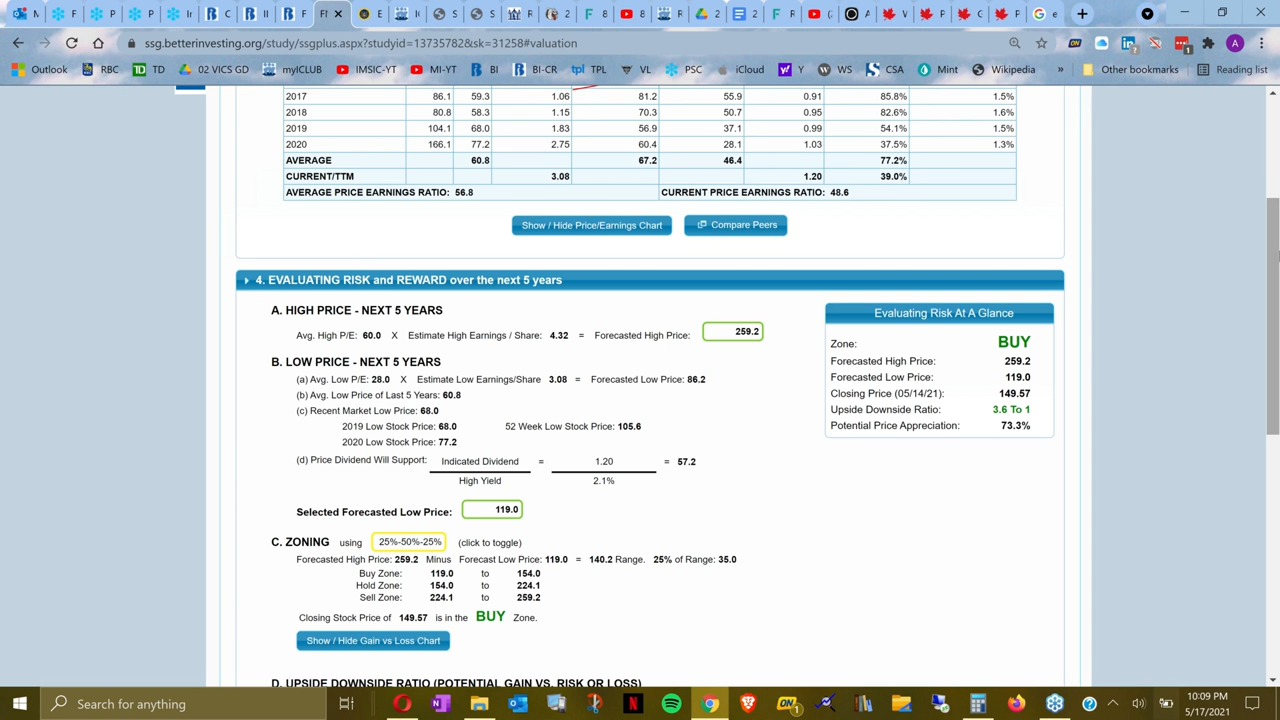 ssg.betterinvesting.org/study/ssgplus.aspx?studyid=13735782&sk=31258#valuation
Outlook RBC TD 02 VICS GD myICLUB IMSIC-YT MI-YT BI BI-CR TPL VL PSC iCloud Y WS CSA Mint Wikipedia » Other bookmarks Reading list
2017 86.1 59.3 1.06 81.2 55.9 0.91 85.8% 1.5%
2018 80.8 58.3 1.15 70.3 50.7 0.95 82.6% 1.6%
2019 104.1 68.0 1.83 56.9 37.1 0.99 54.1% 1.5%
2020 166.1 77.2 2.75 60.4 28.1 1.03 37.5% 1.3%
AVERAGE 60.8 67.2 46.4 77.2%
CURRENT/TTM 3.08 1.20 39.0%
AVERAGE PRICE EARNINGS RATIO: 56.8 CURRENT PRICE EARNINGS RATIO: 48.6
Show / Hide Price/Earnings Chart Compare Peers
4. EVALUATING RISK and REWARD over the next 5 years
A. HIGH PRICE - NEXT 5 YEARS
Avg. High P/E: 60.0 X Estimate High Earnings / Share: 4.32 = Forecasted High Price: 259.2
B. LOW PRICE - NEXT 5 YEARS
(a) Avg. Low P/E: 28.0 X Estimate Low Earnings/Share 3.08 = Forecasted Low Price: 86.2
(b) Avg. Low Price of Last 5 Years: 60.8
(c) Recent Market Low Price: 68.0
2019 Low Stock Price: 68.0 52 Week Low Stock Price: 105.6
2020 Low Stock Price: 77.2
(d) Price Dividend Will Support: Indicated Dividend = 1.20 = 57.2
High Yield 2.1%
Selected Forecasted Low Price: 119.0
C. ZONING using 25%-50%-25% (click to toggle)
Forecasted High Price: 259.2 Minus Forecast Low Price: 119.0 = 140.2 Range. 25% of Range: 35.0
Buy Zone: 119.0 to 154.0
Hold Zone: 154.0 to 224.1
Sell Zone: 224.1 to 259.2
Closing Stock Price of 149.57 is in the BUY Zone.
Show / Hide Gain vs Loss Chart
D. UPSIDE DOWNSIDE RATIO (POTENTIAL GAIN VS. RISK OR LOSS)
Evaluating Risk At A Glance
Zone: BUY
Forecasted High Price: 259.2
Forecasted Low Price: 119.0
Closing Price (05/14/21): 149.57
Upside Downside Ratio: 3.6 To 1
Potential Price Appreciation: 73.3%
Search for anything
10:09 PM
5/17/2021